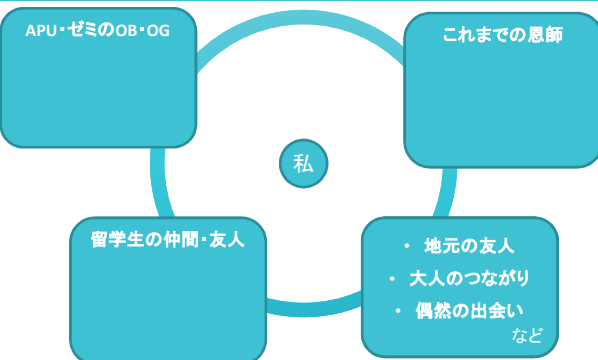 APU・ゼミのOB・OG
これまでの恩師
私
留学生の仲間・友人
・ 地元の友人
・ 大人のつながり
・ 偶然の出会い
など